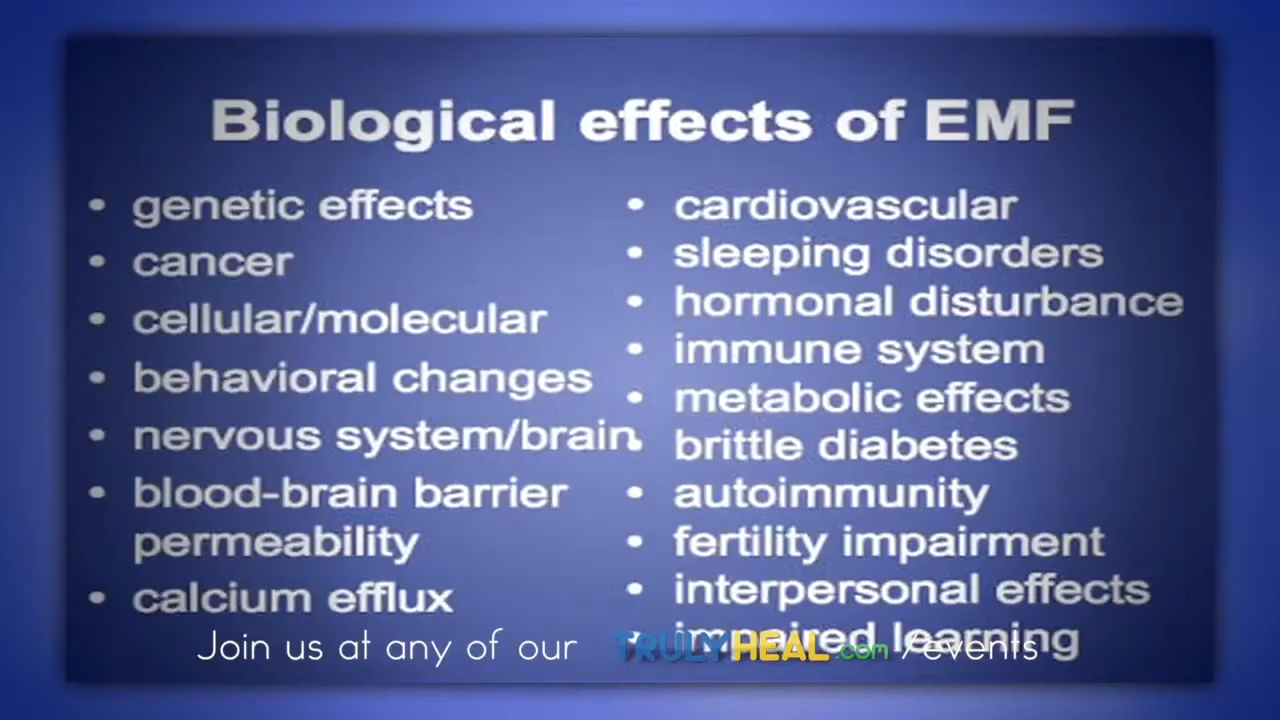 Biological effects of EMF
• genetic effects
• cancer
• cellular/molecular
• behavioral changes
• nervous system/brain
• blood-brain barrier
permeability
• calcium efflux
• cardiovascular
• sleeping disorders
• hormonal disturbance
• immune system
• metabolic effects
• brittle diabetes
• autoimmunity
• fertility impairment
• interpersonal effects
• impaired learning
Join us at any of our TRULYHEAL.com /events